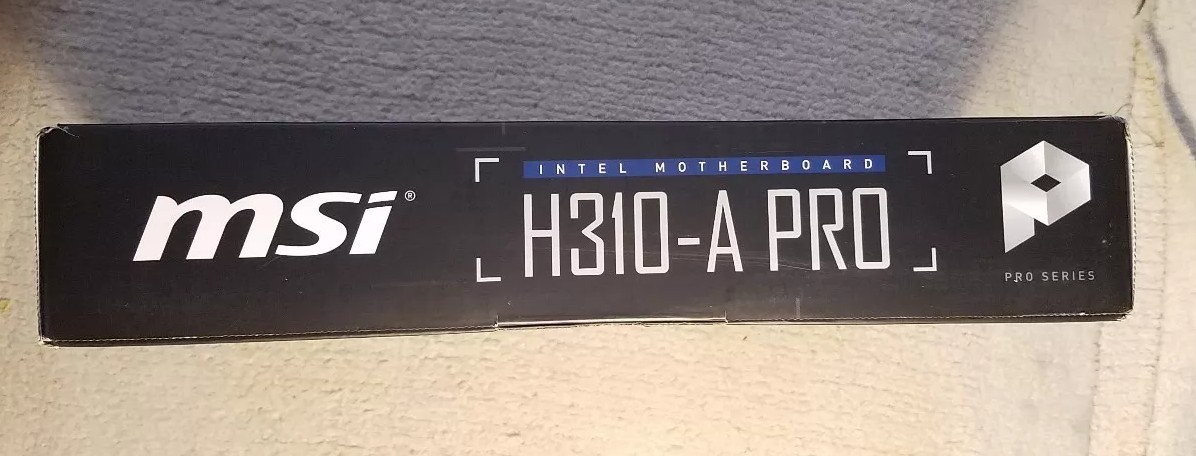 msi®
INTEL MOTHERBOARD
H310-A PRO
PRO SERIES